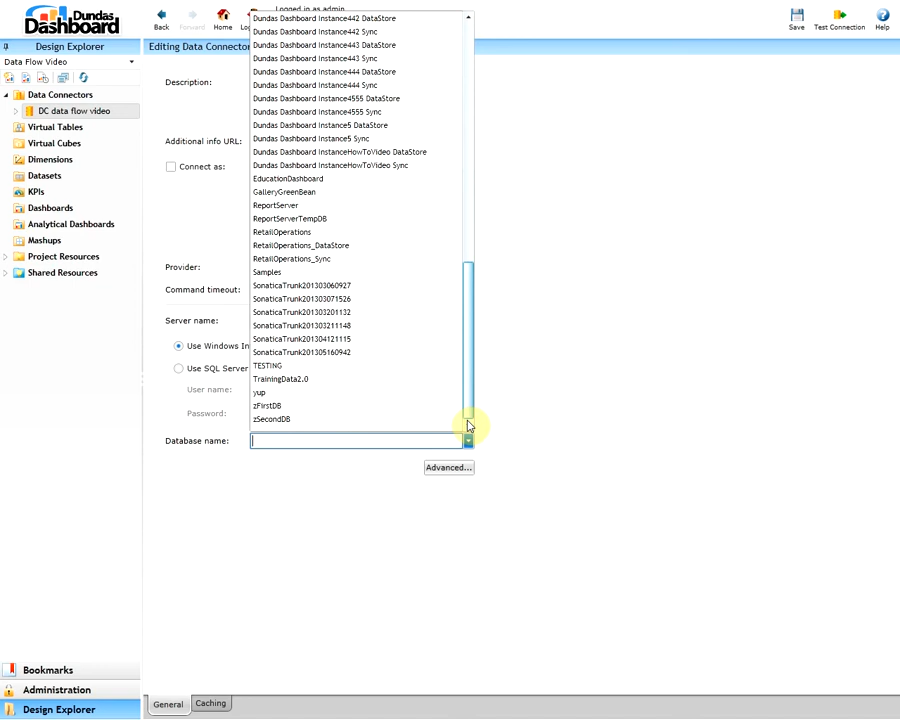 Dundas
Dashboard
Back
Forward
Home
Logged in as admin
Save
Test Connection
Help
Design Explorer
Editing Data Connector
Data Flow Video
Data Connectors
DC data flow video
Virtual Tables
Virtual Cubes
Dimensions
Datasets
KPIs
Dashboards
Analytical Dashboards
Mashups
Project Resources
Shared Resources
Description:
Additional info URL:
Connect as:
Provider:
Command timeout:
Server name:
Use Windows In
Use SQL Server
User name:
Password:
Database name:
Dundas Dashboard Instance442 DataStore
Dundas Dashboard Instance442 Sync
Dundas Dashboard Instance443 DataStore
Dundas Dashboard Instance443 Sync
Dundas Dashboard Instance444 DataStore
Dundas Dashboard Instance444 Sync
Dundas Dashboard Instance4555 DataStore
Dundas Dashboard Instance4555 Sync
Dundas Dashboard Instance5 DataStore
Dundas Dashboard Instance5 Sync
Dundas Dashboard InstanceHowToVideo DataStore
Dundas Dashboard InstanceHowToVideo Sync
EducationDashboard
GalleryGreenBean
ReportServer
ReportServerTempDB
RetailOperations
RetailOperations_DataStore
RetailOperations_Sync
Samples
SonaticaTrunk201303060927
SonaticaTrunk201303071526
SonaticaTrunk201303201132
SonaticaTrunk201303211148
SonaticaTrunk201304121115
SonaticaTrunk201305160942
TESTING
TrainingData2.0
yup
zFirstDB
zSecondDB
Advanced...
Bookmarks
Administration
Design Explorer
General
Caching